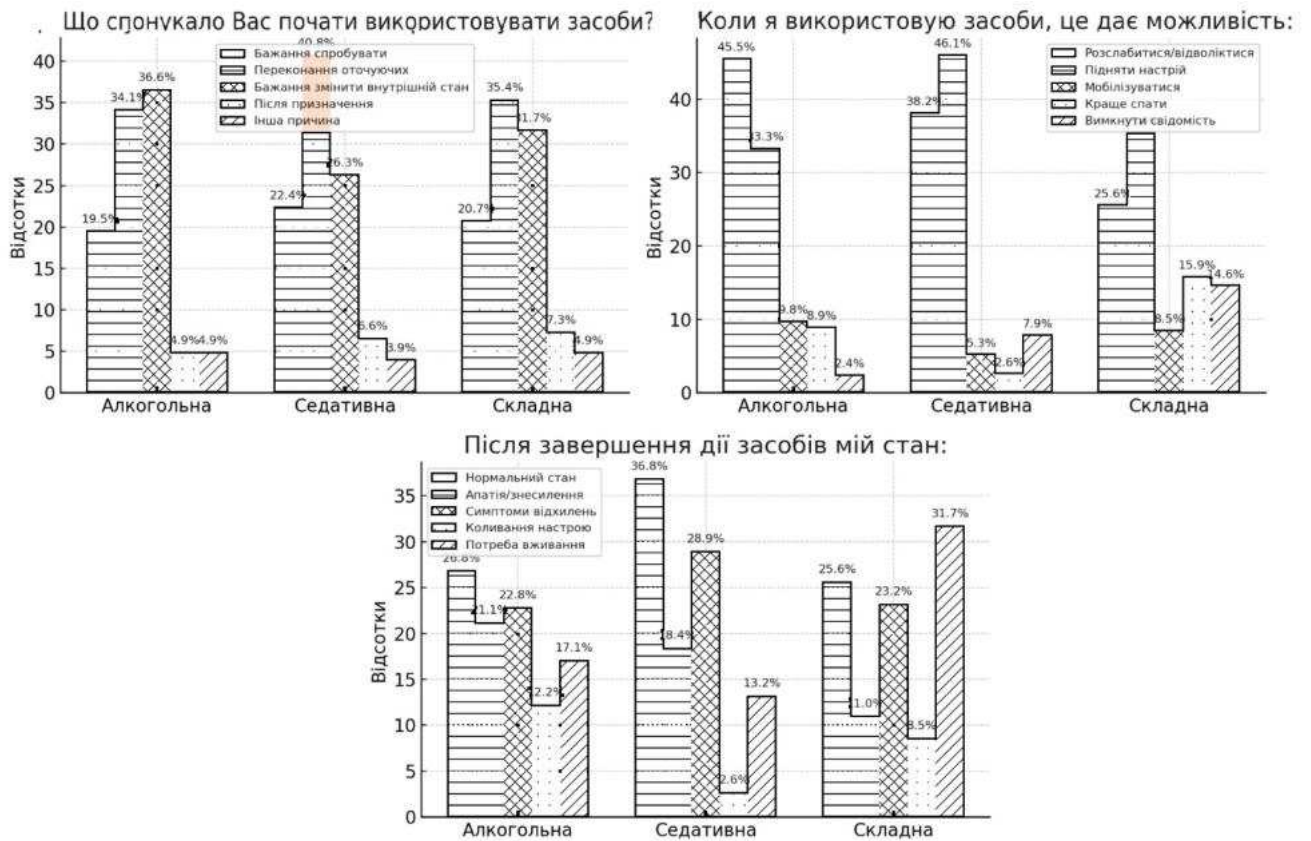 Що спонукало Вас почати використовувати засоби?
40.8%
Бажання спробувати
Переконання оточуючих
Бажання змінити внутрішній стан
Після призначення
Інша причина
Відсотки
40
35
30
25
20
15
10
5
0
19.5%
34.1%
36.6%
4.9%
4.9%
22.4%
26.3%
6.6%
3.9%
20.7%
35.4%
31.7%
7.3%
4.9%
Алкогольна
Седативна
Складна
Коли я використовую засоби, це дає можливість:
Розслабитися/відволіктися
Підняти настрій
Мобілізуватися
Краще спати
Вимкнути свідомість
Відсотки
40
30
20
10
0
45.5%
33.3%
9.8%
8.9%
2.4%
38.2%
46.1%
5.3%
2.6%
7.9%
25.6%
8.5%
15.9%
14.6%
Алкогольна
Седативна
Складна
Після завершення дії засобів мій стан:
Нормальний стан
Апатія/знесилення
Симптоми відхилень
Коливання настрою
Потреба вживання
Відсотки
35
30
25
20
15
10
5
0
26.8%
21.1%
22.8%
12.2%
17.1%
36.8%
18.4%
28.9%
2.6%
13.2%
25.6%
11.0%
23.2%
8.5%
31.7%
Алкогольна
Седативна
Складна